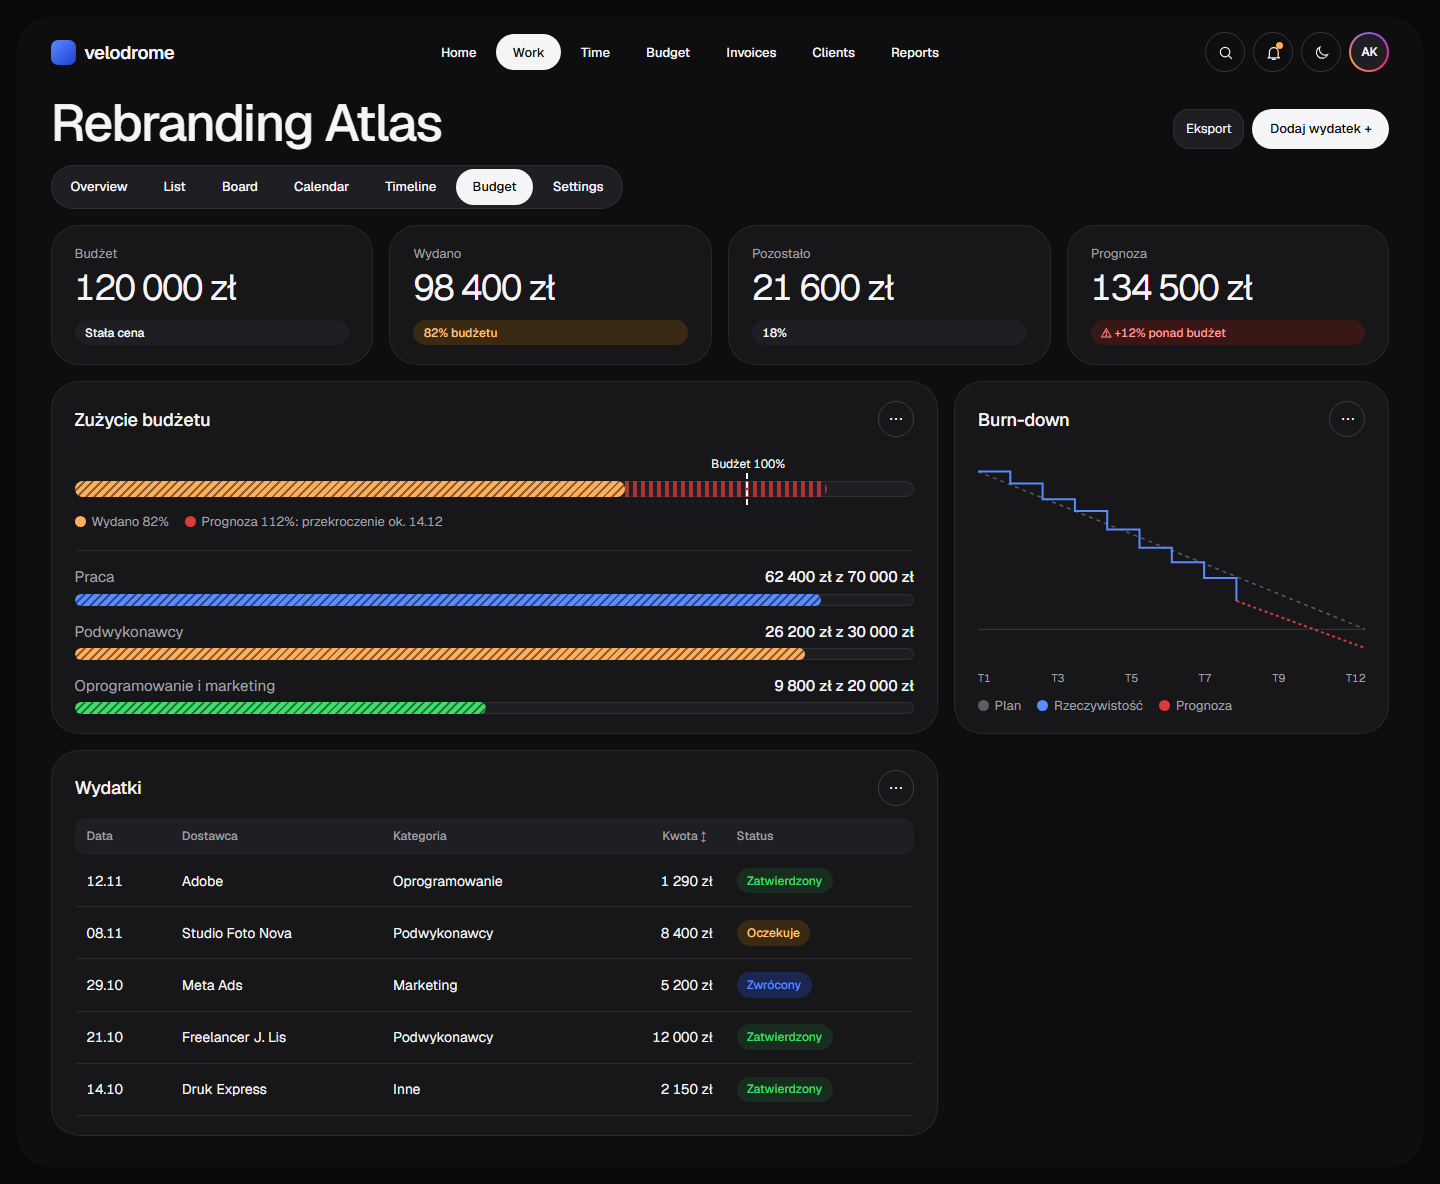 velodrome
Home Work Time Budget Invoices Clients Reports
AK
Rebranding Atlas
Eksport Dodaj wydatek +
Overview List Board Calendar Timeline Budget Settings
Budżet
120 000 zł
Stała cena
Wydano
98 400 zł
82% budżetu
Pozostało
21 600 zł
18%
Prognoza
134 500 zł
⚠ +12% ponad budżet
Zużycie budżetu
Budżet 100%
Wydano 82% Prognoza 112%: przekroczenie ok. 14.12
Praca 62 400 zł z 70 000 zł
Podwykonawcy 26 200 zł z 30 000 zł
Oprogramowanie i marketing 9 800 zł z 20 000 zł
Burn-down
T1 T3 T5 T7 T9 T12
Plan Rzeczywistość Prognoza
Wydatki
Data Dostawca Kategoria Kwota ↕ Status
12.11 Adobe Oprogramowanie 1 290 zł Zatwierdzony
08.11 Studio Foto Nova Podwykonawcy 8 400 zł Oczekuje
29.10 Meta Ads Marketing 5 200 zł Zwrócony
21.10 Freelancer J. Lis Podwykonawcy 12 000 zł Zatwierdzony
14.10 Druk Express Inne 2 150 zł Zatwierdzony